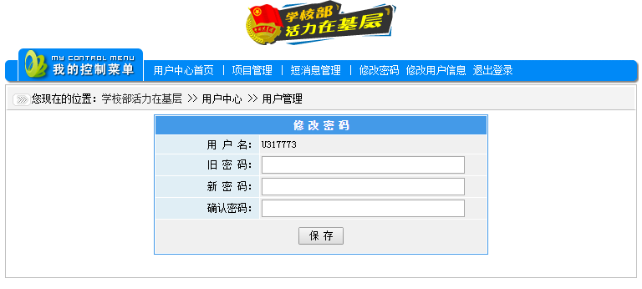 学校部
活力在基层
MY CONTROL MENU
我的控制菜单
用户中心首页 | 项目管理 | 短消息管理 | 修改密码 修改用户信息 退出登录
您现在的位置：学校部活力在基层 >> 用户中心 >> 用户管理
修改密码
用 户 名： U317773
旧 密 码：
新 密 码：
确认密码：
保 存